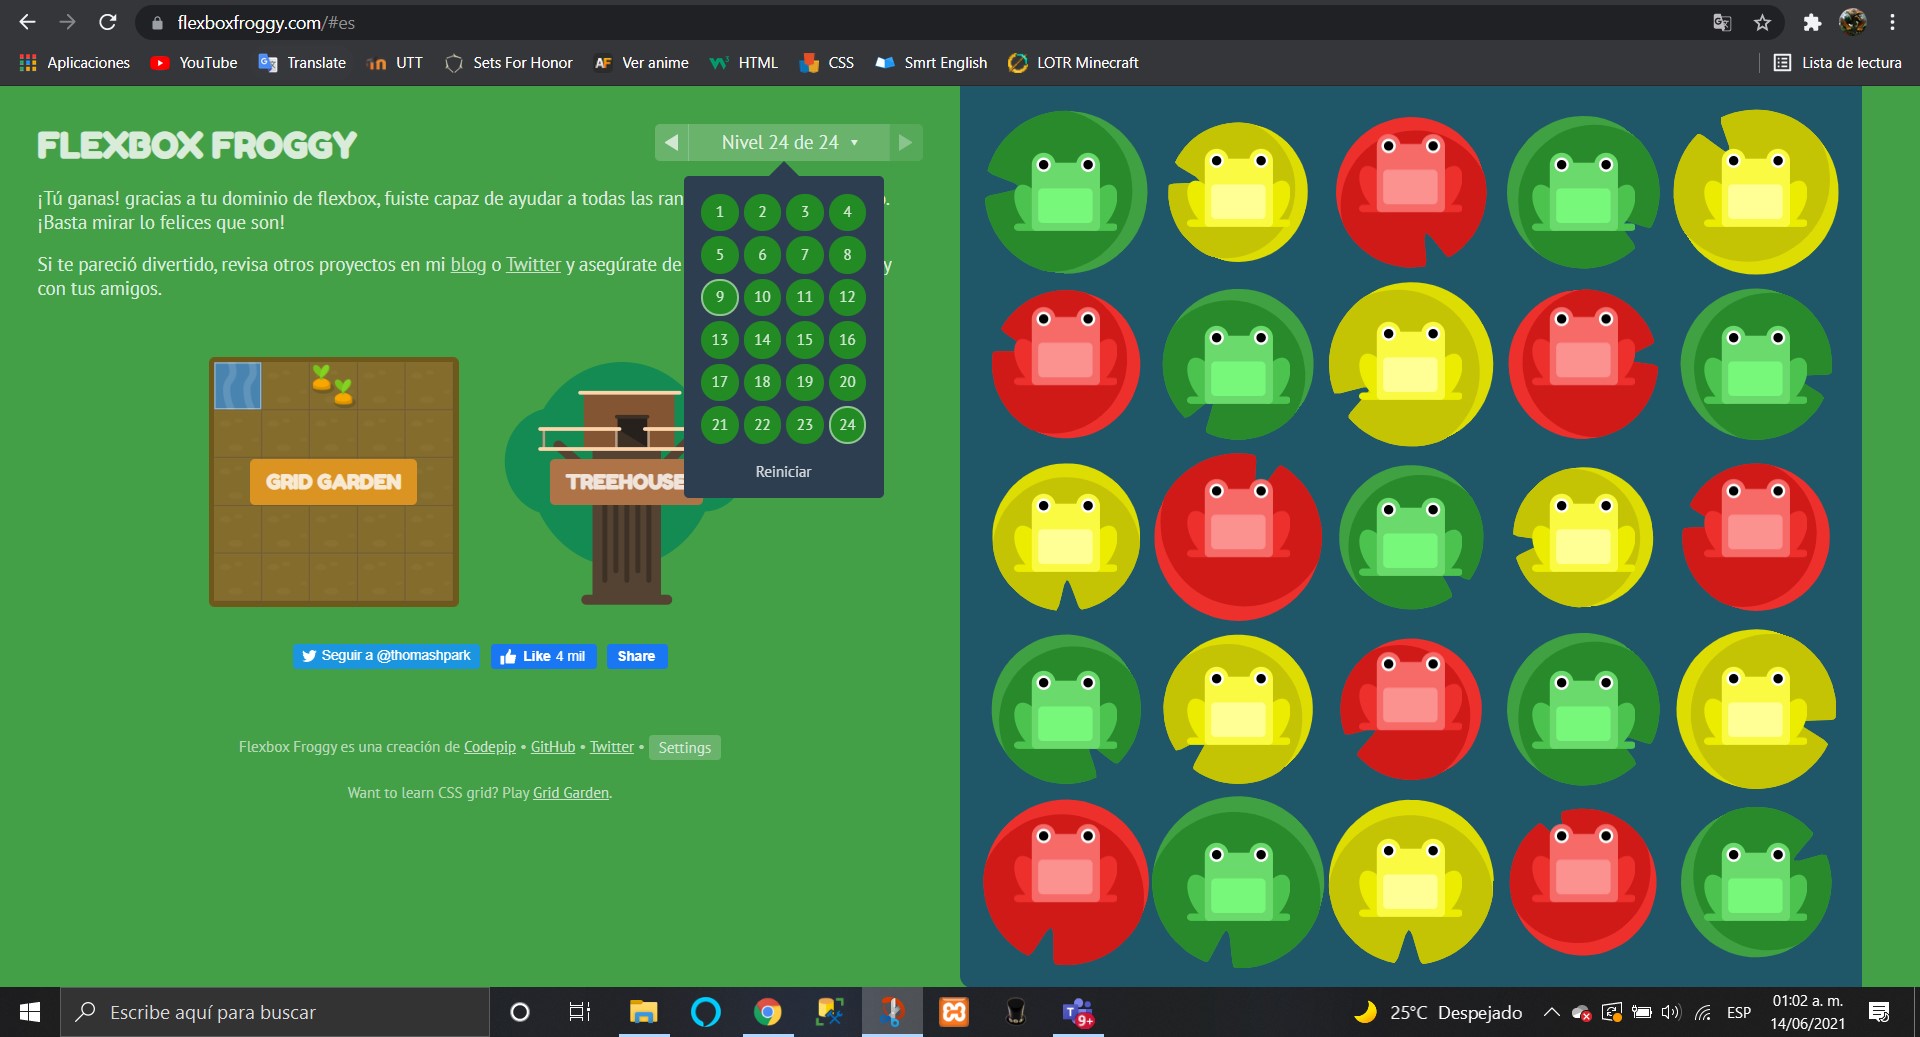 flexboxfroggy.com/#es
Aplicaciones YouTube Translate UTT Sets For Honor AF Ver anime HTML CSS Smrt English LOTR Minecraft Lista de lectura
FLEXBOX FROGGY
Nivel 24 de 24
¡Tú ganas! gracias a tu dominio de flexbox, fuiste capaz de ayudar a todas las ran
¡Basta mirar lo felices que son!
Si te pareció divertido, revisa otros proyectos en mi blog o Twitter y asegúrate de y
con tus amigos.
1 2 3 4
5 6 7 8
9 10 11 12
13 14 15 16
17 18 19 20
21 22 23 24
Reiniciar
GRID GARDEN
TREEHOUSE
Seguir a @thomashpark Like 4 mil Share
Flexbox Froggy es una creación de Codepip • GitHub • Twitter • Settings
Want to learn CSS grid? Play Grid Garden.
Escribe aquí para buscar
T 9+
25°C Despejado
ESP
01:02 a. m.
14/06/2021